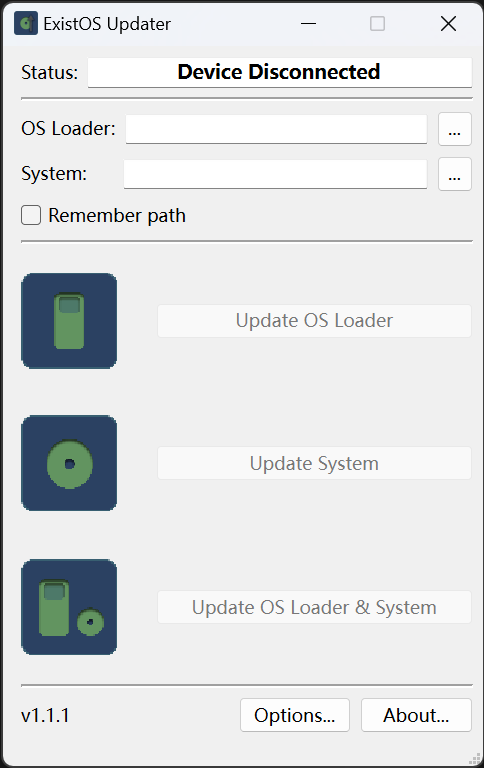 ExistOS Updater
Status: Device Disconnected
OS Loader: ...
System: ...
Remember path
Update OS Loader
Update System
Update OS Loader & System
v1.1.1 Options... About...